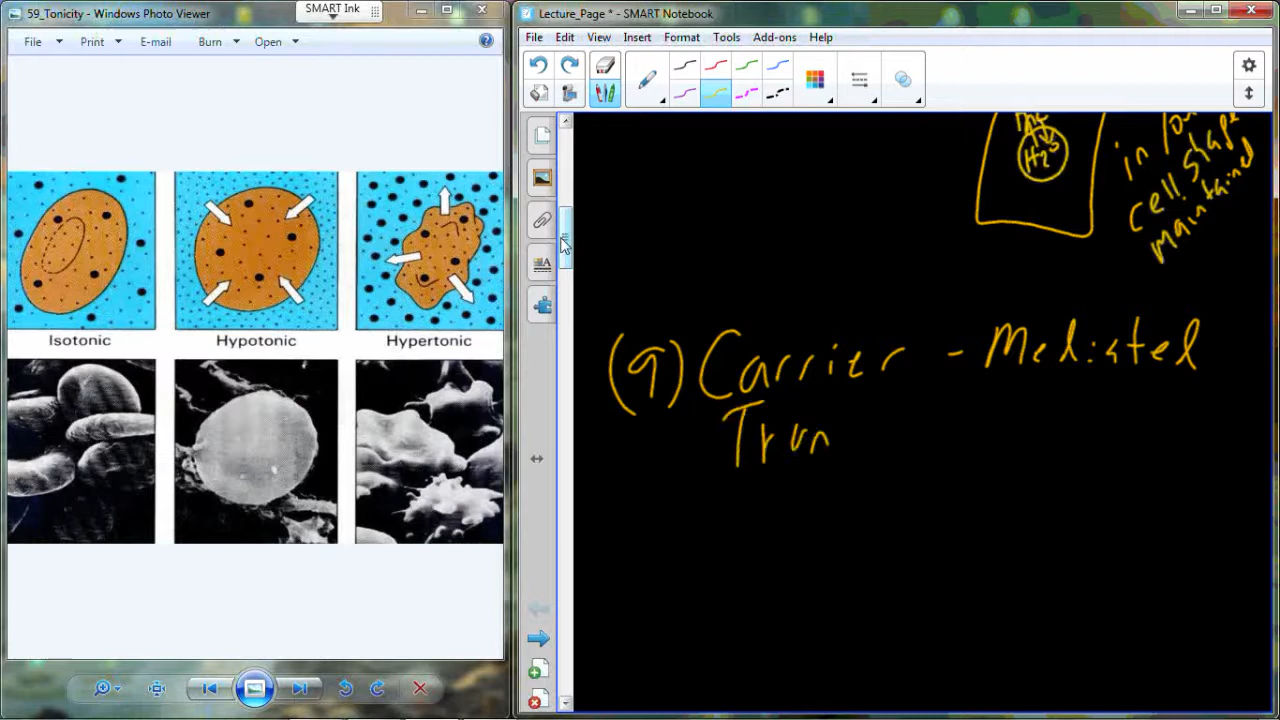 59_Tonicity - Windows Photo Viewer
SMART Ink
File Print E-mail Burn Open
Isotonic
Hypotonic
Hypertonic
Lecture_Page * - SMART Notebook
File Edit View Insert Format Tools Add-ons Help
H2O
in
cell shape
maintained
(9) Carrier - Mediated
Tran